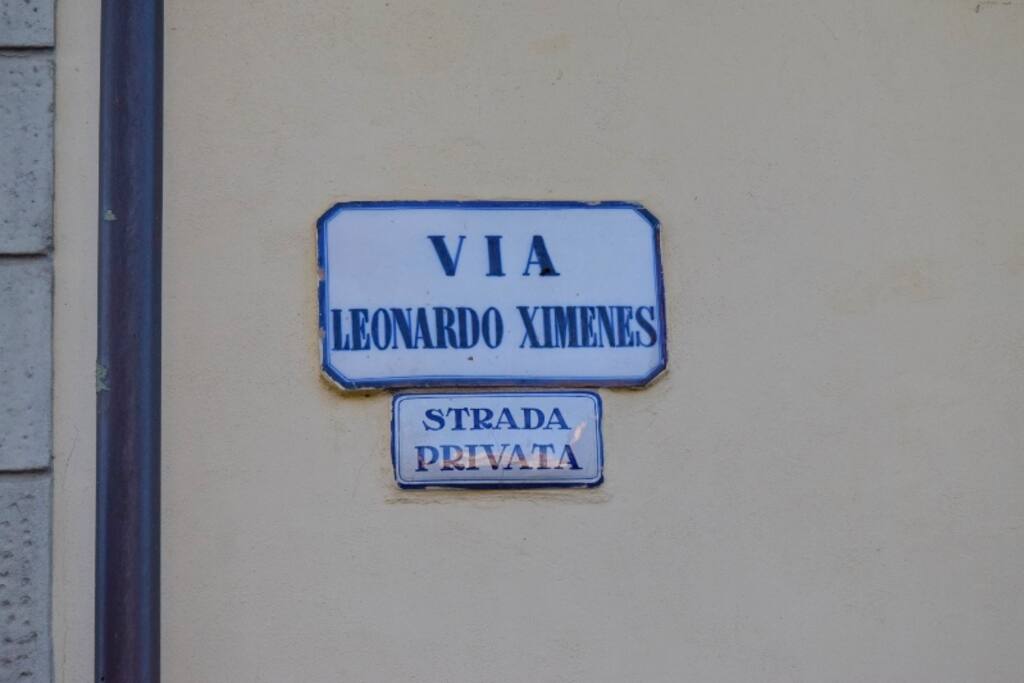 VIA
LEONARDO XIMENES
STRADA
PRIVATA